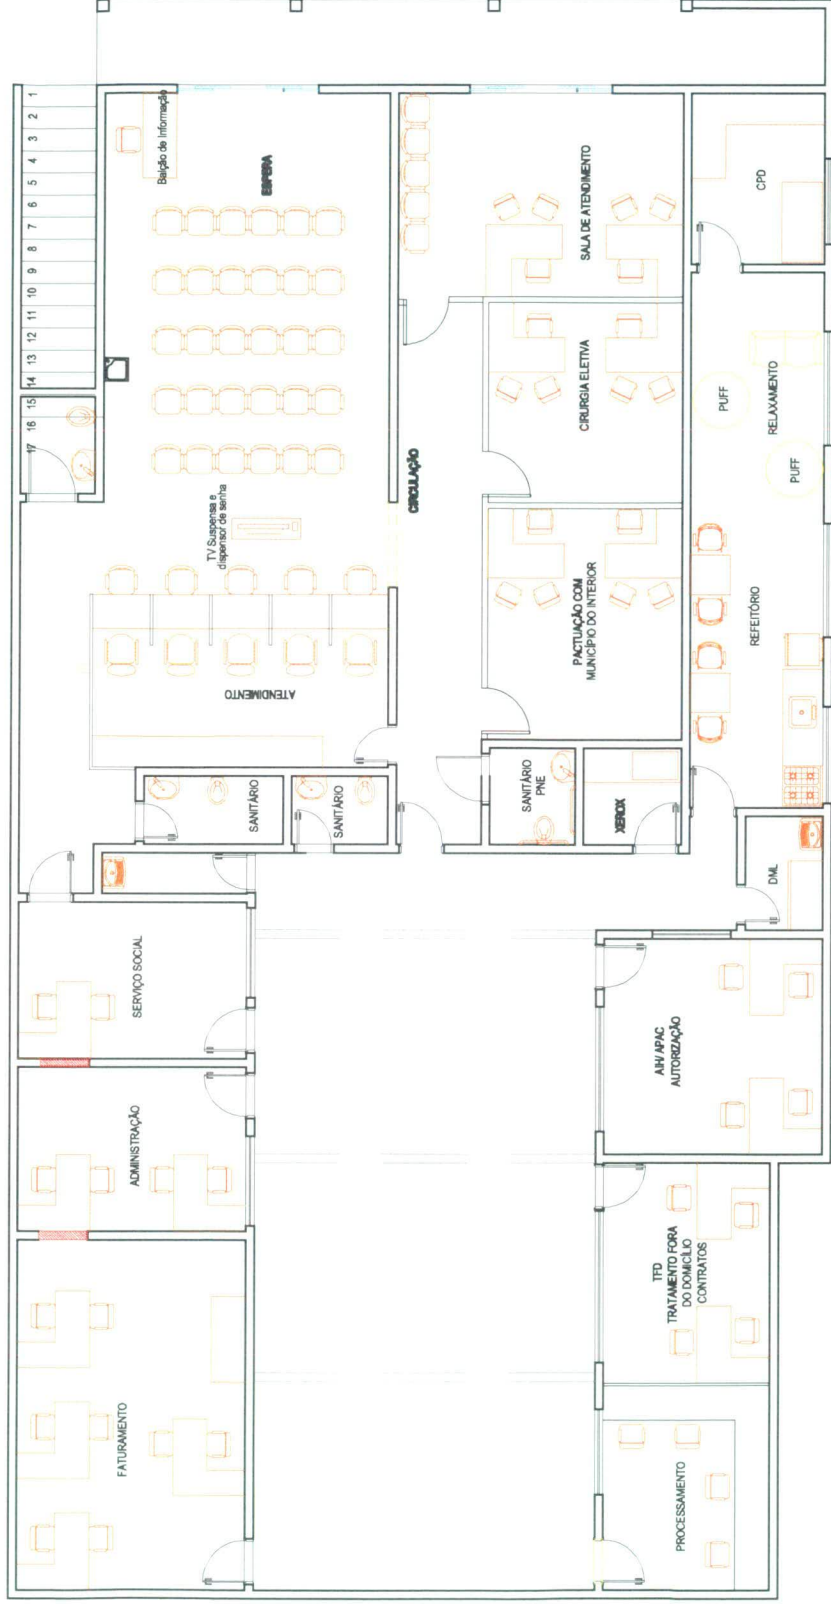 1
2
3
4
5
6
7
8
9
10
11
12
13
14
15
16
17
Balção de Informação
ESPERA
TV Suspensa e
dispensor de senha
ATENDIMENTO
SALA DE ATENDIMENTO
CPD
CIRURGIA ELETIVA
CIRCULAÇÃO
PUFF
RELAXAMENTO
PUFF
PACTUAÇÃO COM
MUNICÍPIO DO INTERIOR
REFEITÓRIO
SANITÁRIO
SANITÁRIO
SANITÁRIO
PNE
XEROX
DML
SERVIÇO SOCIAL
ADMINISTRAÇÃO
FATURAMENTO
AIH/ APAC
AUTORIZAÇÃO
TFD
TRATAMENTO FORA
DO DOMICÍLIO
CONTRATOS
PROCESSAMENTO